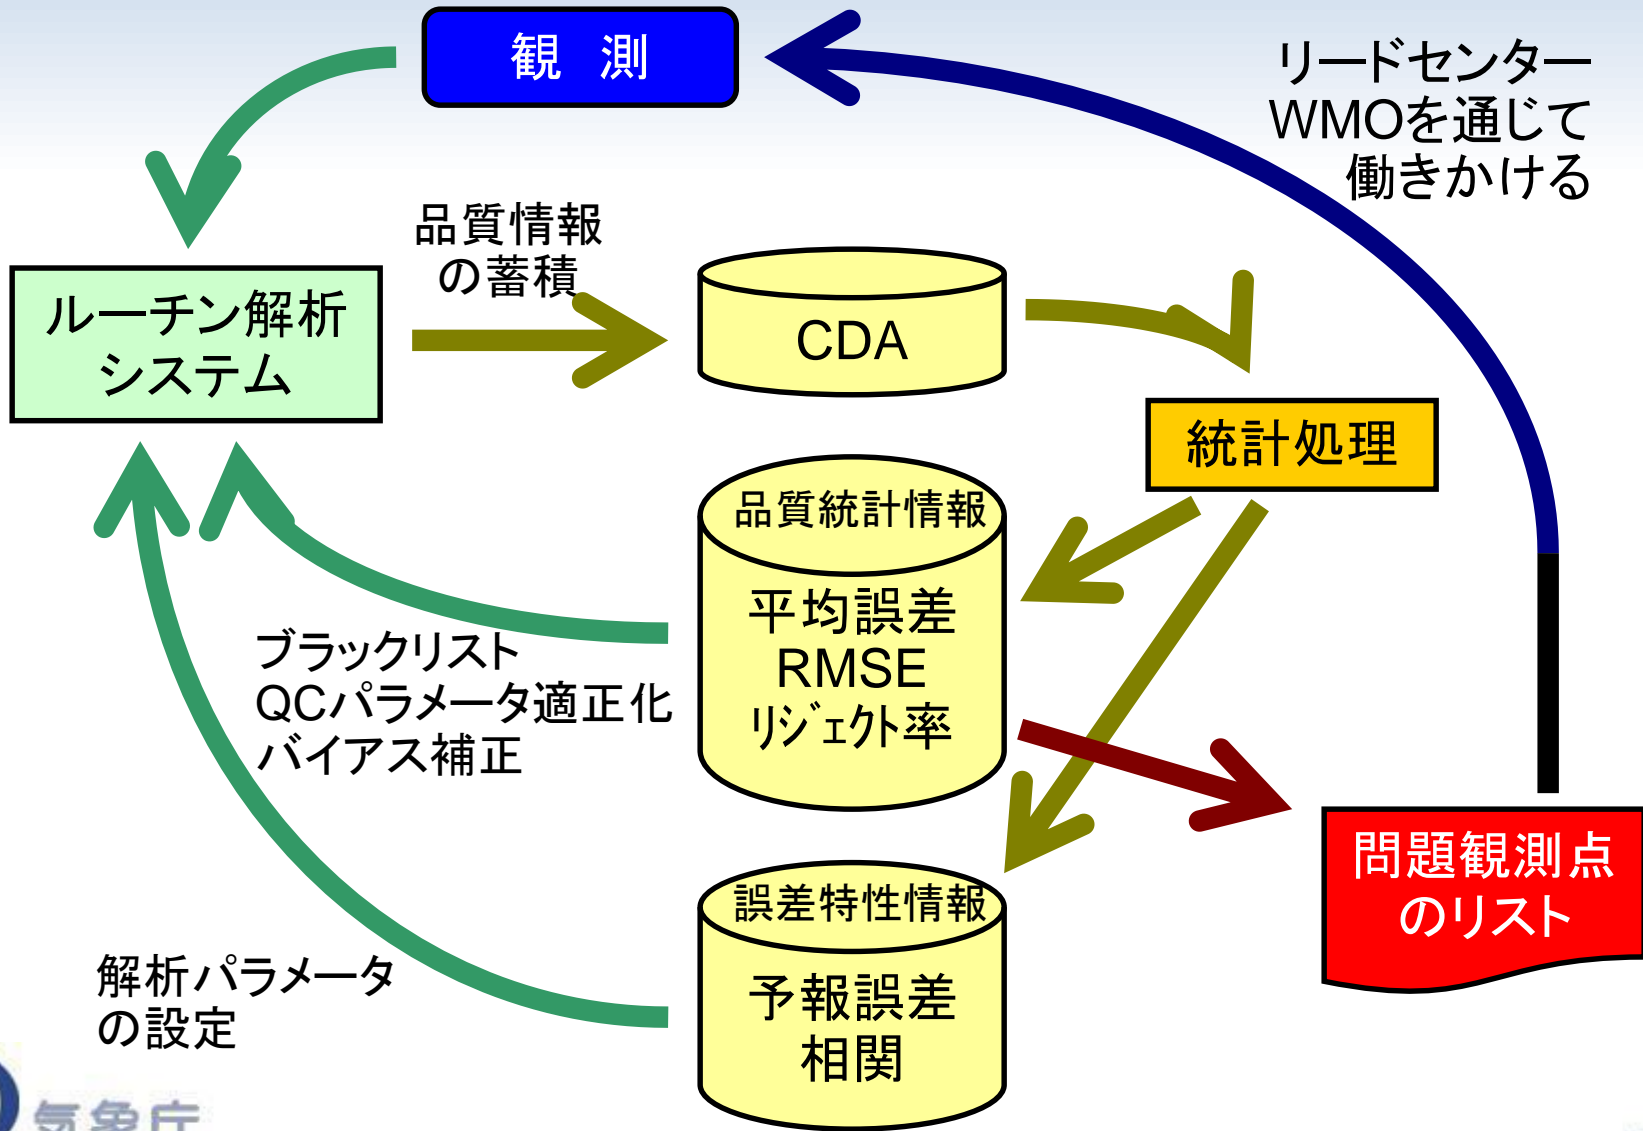 観 測
リードセンター
WMOを通じて
働きかける
品質情報
の蓄積
ルーチン解析
システム
CDA
統計処理
品質統計情報
平均誤差
RMSE
リジェクト率
ブラックリスト
QCパラメータ適正化
バイアス補正
問題観測点
のリスト
誤差特性情報
予報誤差
相関
解析パラメータ
の設定
気象庁